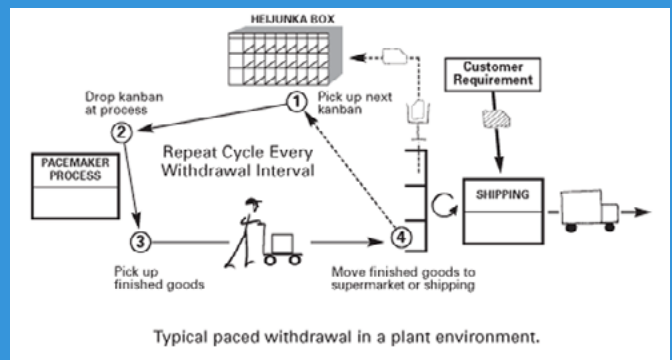 HEIJUNKA BOX
Customer
Requirement
1
Pick up next
kanban
Drop kanban
at process
2
Repeat Cycle Every
Withdrawal Interval
PACEMAKER
PROCESS
SHIPPING
3
4
Pick up
finished goods
Move finished goods to
supermarket or shipping
Typical paced withdrawal in a plant environment.